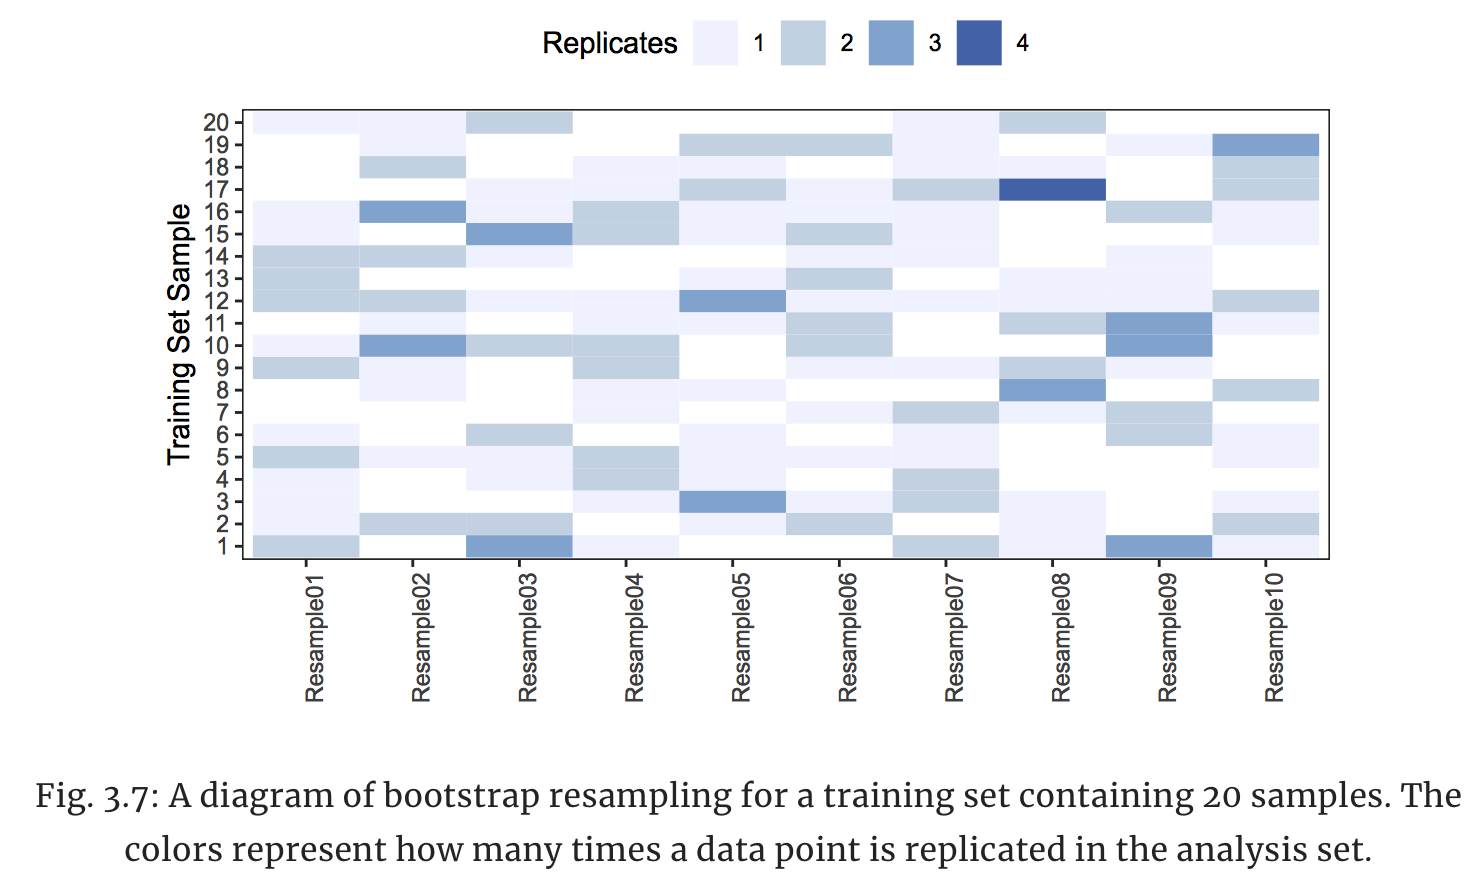 Replicates 1 2 3 4
Training Set Sample
20
19
18
17
16
15
14
13
12
11
10
9
8
7
6
5
4
3
2
1
Resample01
Resample02
Resample03
Resample04
Resample05
Resample06
Resample07
Resample08
Resample09
Resample10
Fig. 3.7: A diagram of bootstrap resampling for a training set containing 20 samples. The
colors represent how many times a data point is replicated in the analysis set.